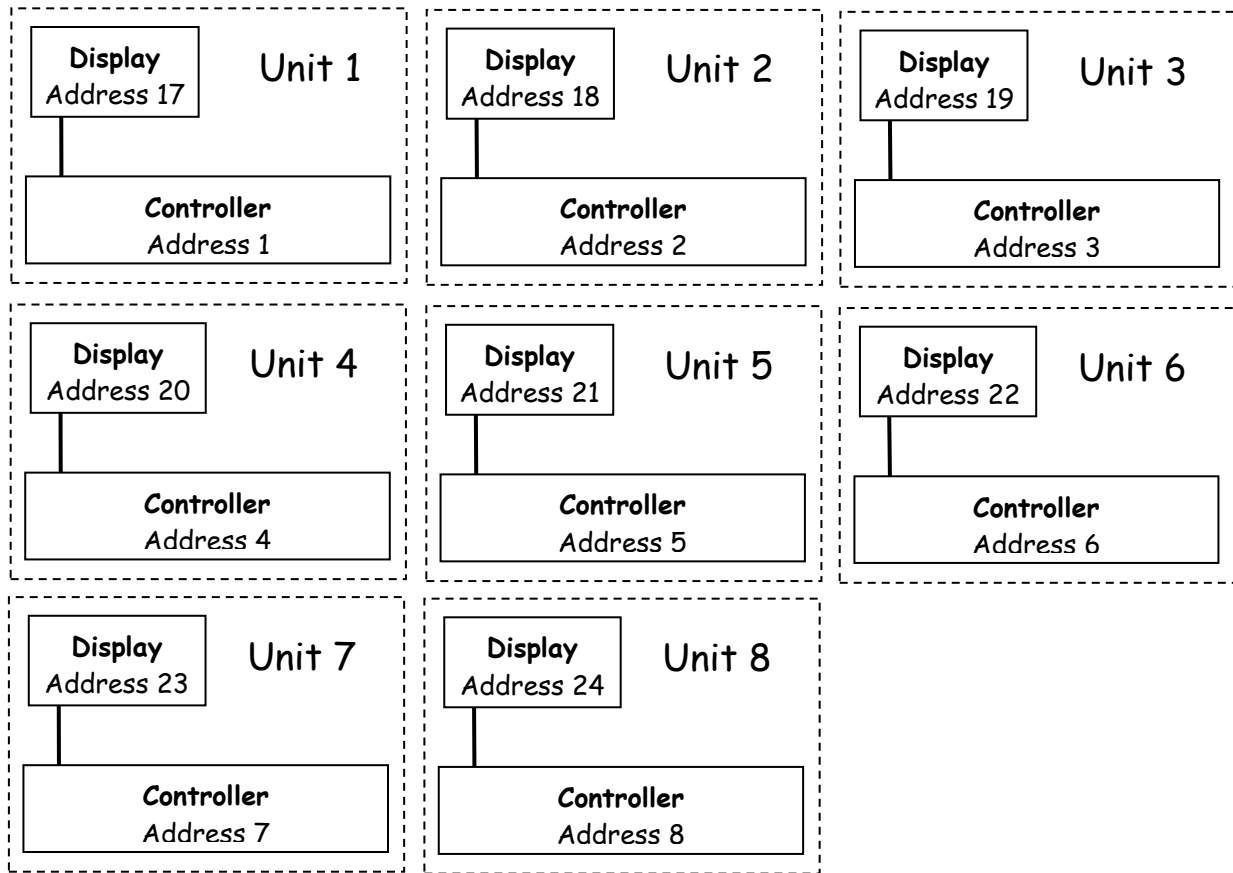 Display
Address 17
Unit 1
Controller
Address 1
Display
Address 18
Unit 2
Controller
Address 2
Display
Address 19
Unit 3
Controller
Address 3
Display
Address 20
Unit 4
Controller
Address 4
Display
Address 21
Unit 5
Controller
Address 5
Display
Address 22
Unit 6
Controller
Address 6
Display
Address 23
Unit 7
Controller
Address 7
Display
Address 24
Unit 8
Controller
Address 8